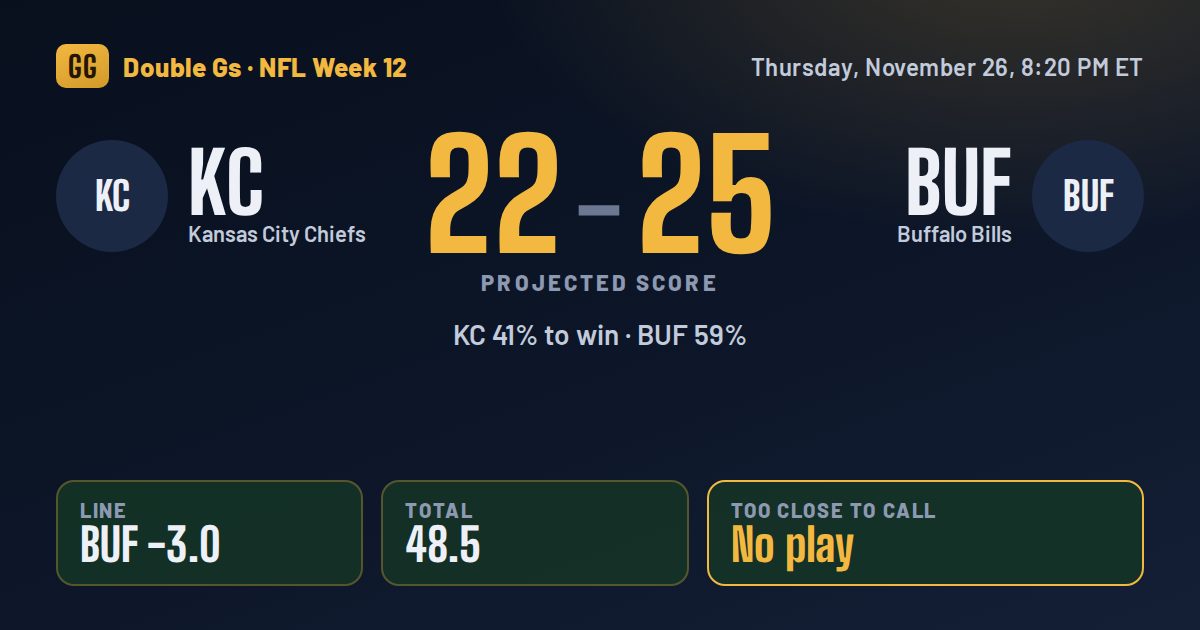 GG Double Gs · NFL Week 12
Thursday, November 26, 8:20 PM ET
KC
KC
Kansas City Chiefs
22 – 25
BUF
Buffalo Bills
BUF
PROJECTED SCORE
KC 41% to win · BUF 59%
LINE
BUF −3.0
TOTAL
48.5
TOO CLOSE TO CALL
No play